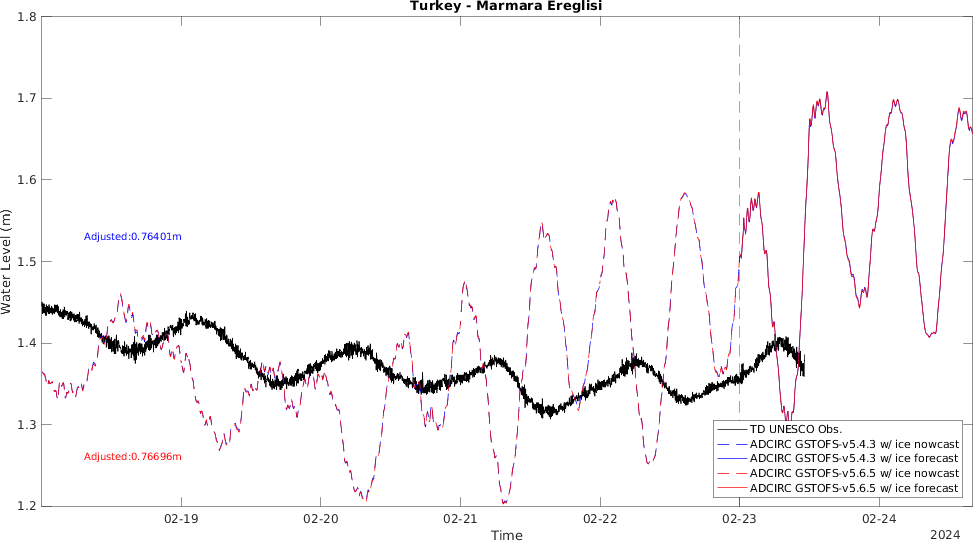 Turkey - Marmara Ereglisi
1.8
1.7
1.6
1.5
1.4
1.3
1.2
Water Level (m)
Adjusted:0.76401m
Adjusted:0.76696m
TD UNESCO Obs.
ADCIRC GSTOFS-v5.4.3 w/ ice nowcast
ADCIRC GSTOFS-v5.4.3 w/ ice forecast
ADCIRC GSTOFS-v5.6.5 w/ ice nowcast
ADCIRC GSTOFS-v5.6.5 w/ ice forecast
02-19 02-20 02-21 02-22 02-23 02-24
Time
2024